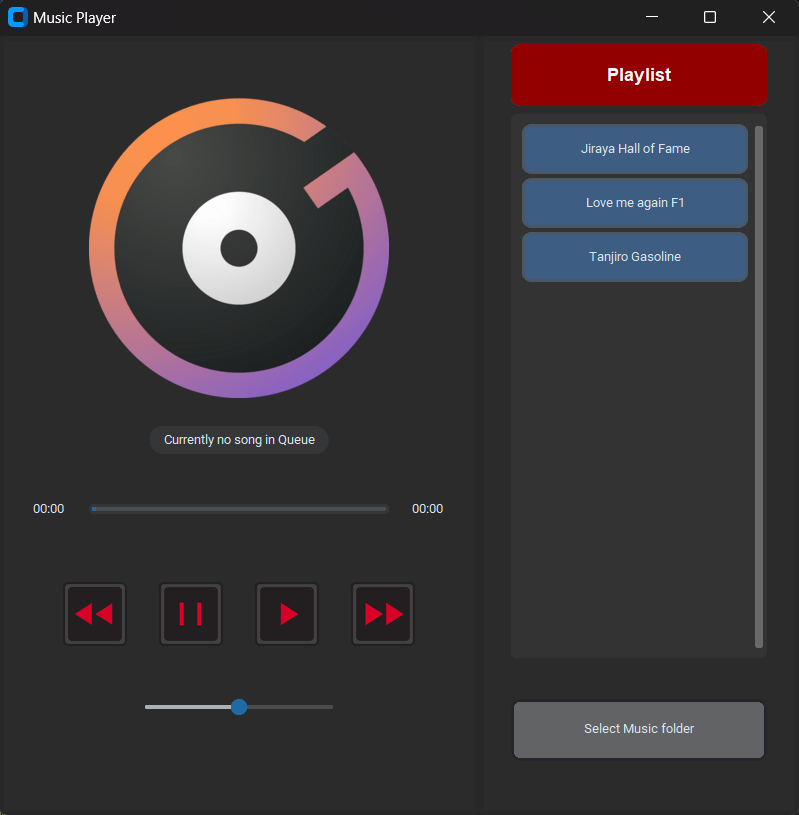 Music Player
Playlist
Jiraya Hall of Fame
Love me again F1
Tanjiro Gasoline
Currently no song in Queue
00:00
00:00
Select Music folder